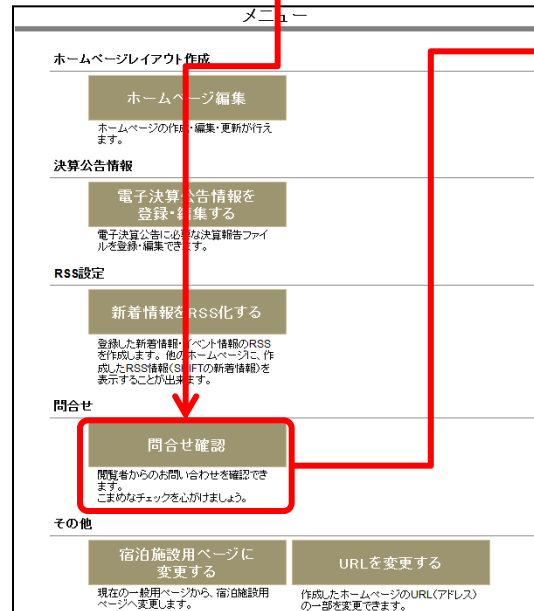 メニュー
ホームページレイアウト作成
ホームページ編集
ホームページの作成・編集・更新が行え
ます。
決算公告情報
電子決算公告情報を
登録・編集する
電子決算公告に必要な決算報告ファイ
ルを登録・編集できます。
RSS設定
新着情報をRSS化する
登録した新着情報・イベント情報のRSS
を作成します。他のホームページに、作
成したRSS情報(SHIFTの新着情報)を
表示することが出来ます。
問合せ
問合せ確認
閲覧者からのお問い合わせを確認でき
ます。
こまめなチェックを心がけましょう。
その他
宿泊施設用ページに
変更する
現在の一般用ページから、宿泊施設用
ページへ変更します。
URLを変更する
作成したホームページのURL(アドレス)
の一部を変更できます。